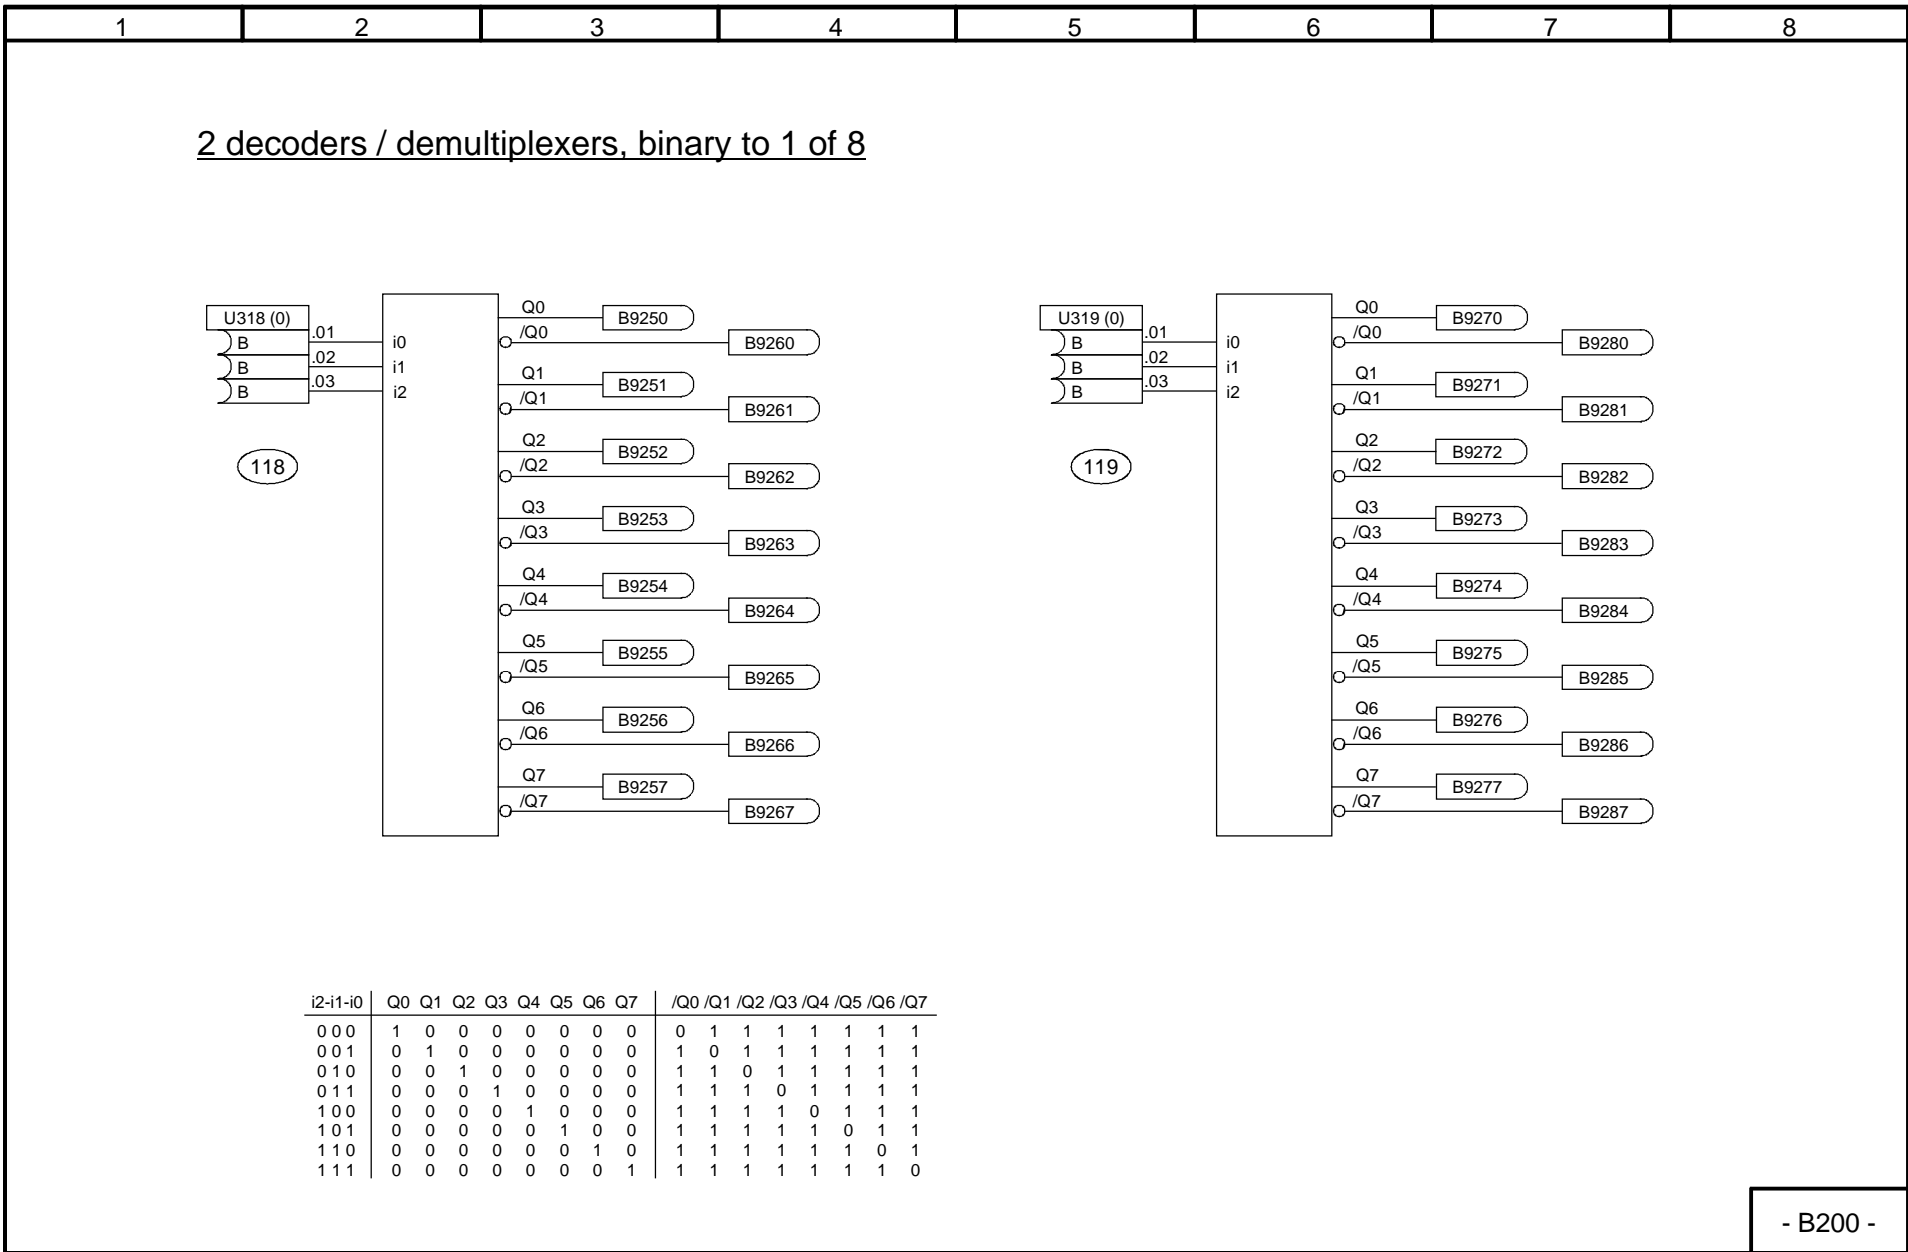 1 2 3 4 5 6 7 8
2 decoders / demultiplexers, binary to 1 of 8
U318 (0)
B .01 i0
B .02 i1
B .03 i2
118
Q0 B9250
/Q0 B9260
Q1 B9251
/Q1 B9261
Q2 B9252
/Q2 B9262
Q3 B9253
/Q3 B9263
Q4 B9254
/Q4 B9264
Q5 B9255
/Q5 B9265
Q6 B9256
/Q6 B9266
Q7 B9257
/Q7 B9267
U319 (0)
B .01 i0
B .02 i1
B .03 i2
119
Q0 B9270
/Q0 B9280
Q1 B9271
/Q1 B9281
Q2 B9272
/Q2 B9282
Q3 B9273
/Q3 B9283
Q4 B9274
/Q4 B9284
Q5 B9275
/Q5 B9285
Q6 B9276
/Q6 B9286
Q7 B9277
/Q7 B9287
i2-i1-i0 Q0 Q1 Q2 Q3 Q4 Q5 Q6 Q7 /Q0 /Q1 /Q2 /Q3 /Q4 /Q5 /Q6 /Q7
0 0 0 1 0 0 0 0 0 0 0 0 1 1 1 1 1 1 1
0 0 1 0 1 0 0 0 0 0 0 1 0 1 1 1 1 1 1
0 1 0 0 0 1 0 0 0 0 0 1 1 0 1 1 1 1 1
0 1 1 0 0 0 1 0 0 0 0 1 1 1 0 1 1 1 1
1 0 0 0 0 0 0 1 0 0 0 1 1 1 1 0 1 1 1
1 0 1 0 0 0 0 0 1 0 0 1 1 1 1 1 0 1 1
1 1 0 0 0 0 0 0 0 1 0 1 1 1 1 1 1 0 1
1 1 1 0 0 0 0 0 0 0 1 1 1 1 1 1 1 1 0
- B200 -